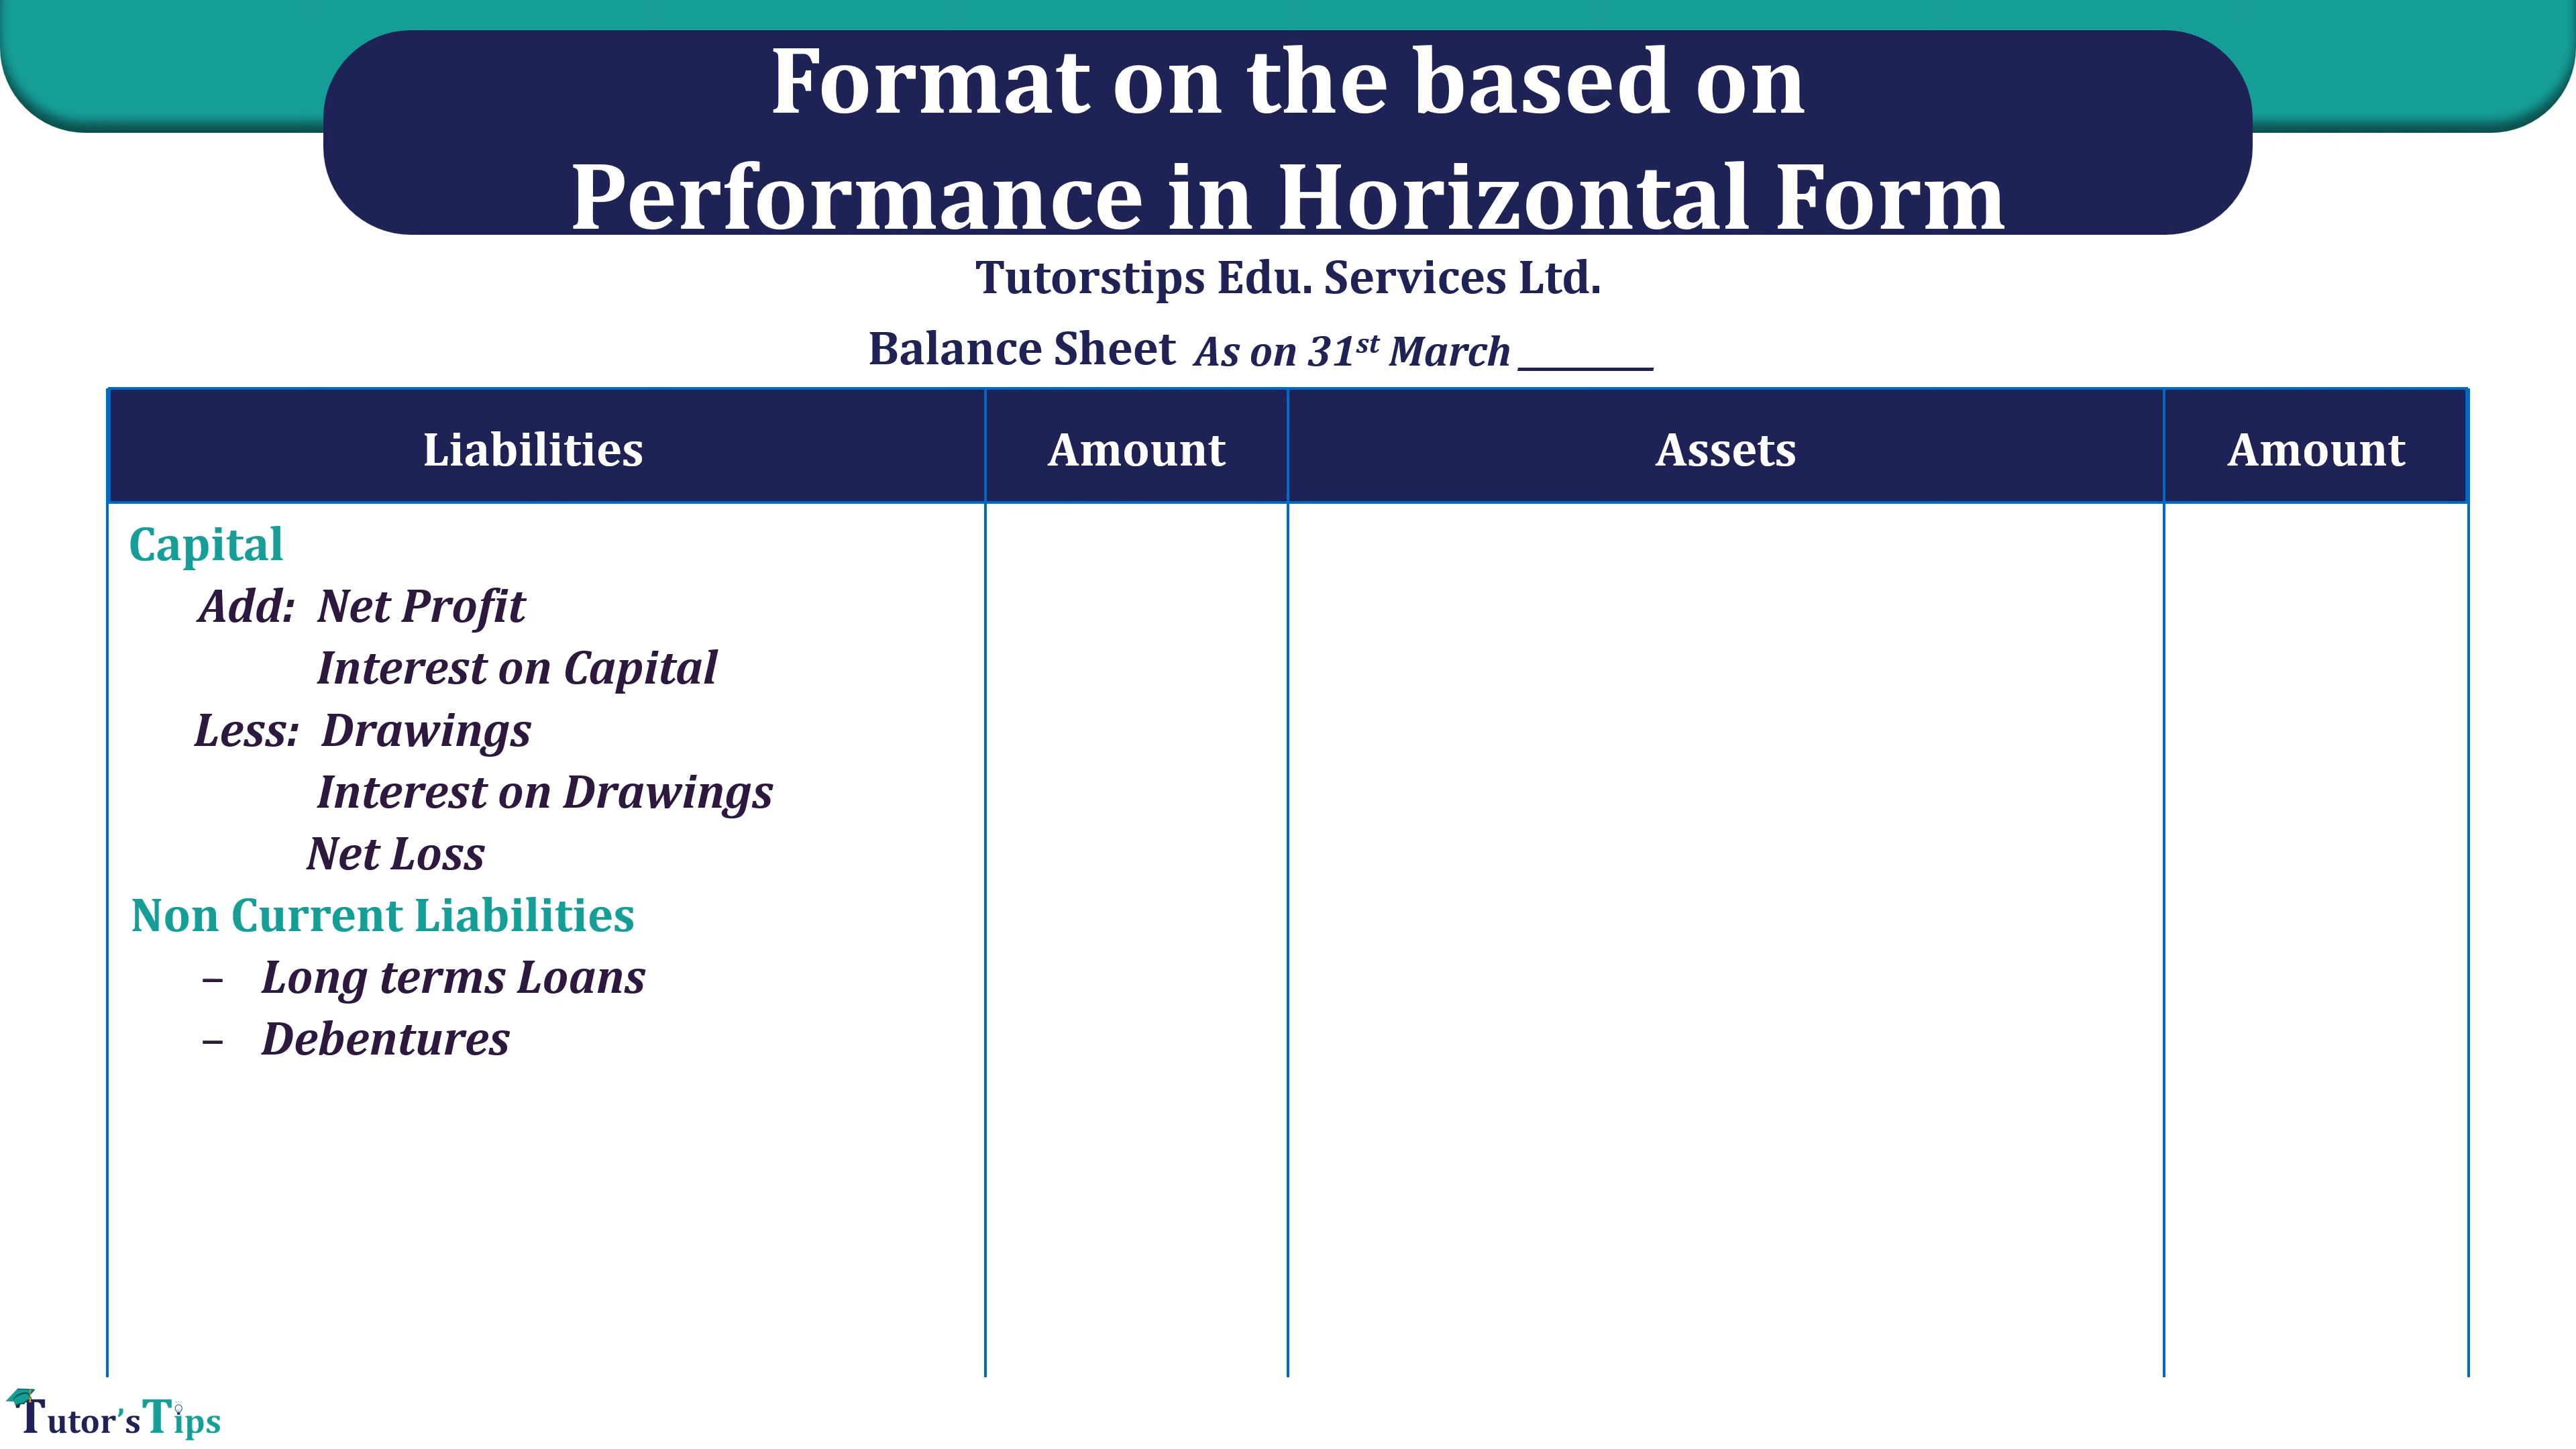 Format on the based on
Performance in Horizontal Form
Tutorstips Edu. Services Ltd.
Balance Sheet As on 31st March ______
Liabilities Amount Assets Amount
Capital
Add: Net Profit
Interest on Capital
Less: Drawings
Interest on Drawings
Net Loss
Non Current Liabilities
– Long terms Loans
– Debentures
Tutor’sTips